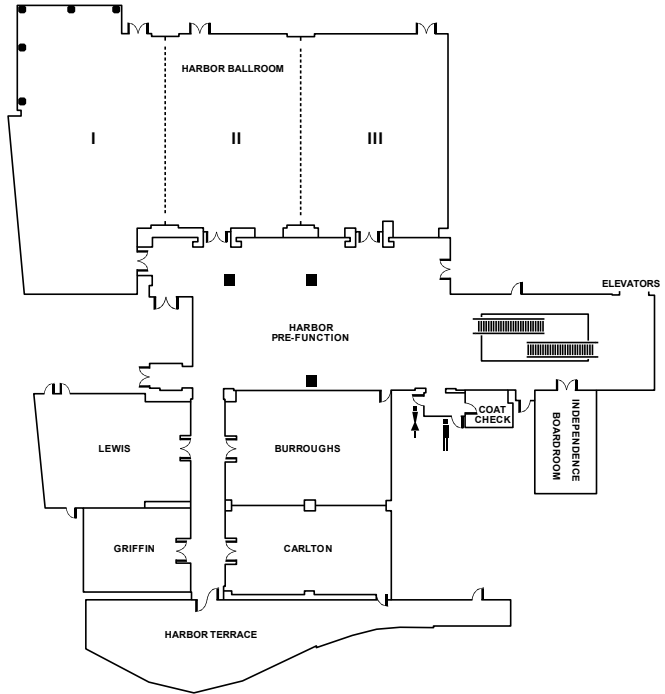 HARBOR BALLROOM
I
II
III
ELEVATORS
HARBOR
PRE-FUNCTION
COAT
CHECK
INDEPENDENCE
BOARDROOM
LEWIS
BURROUGHS
GRIFFIN
CARLTON
HARBOR TERRACE